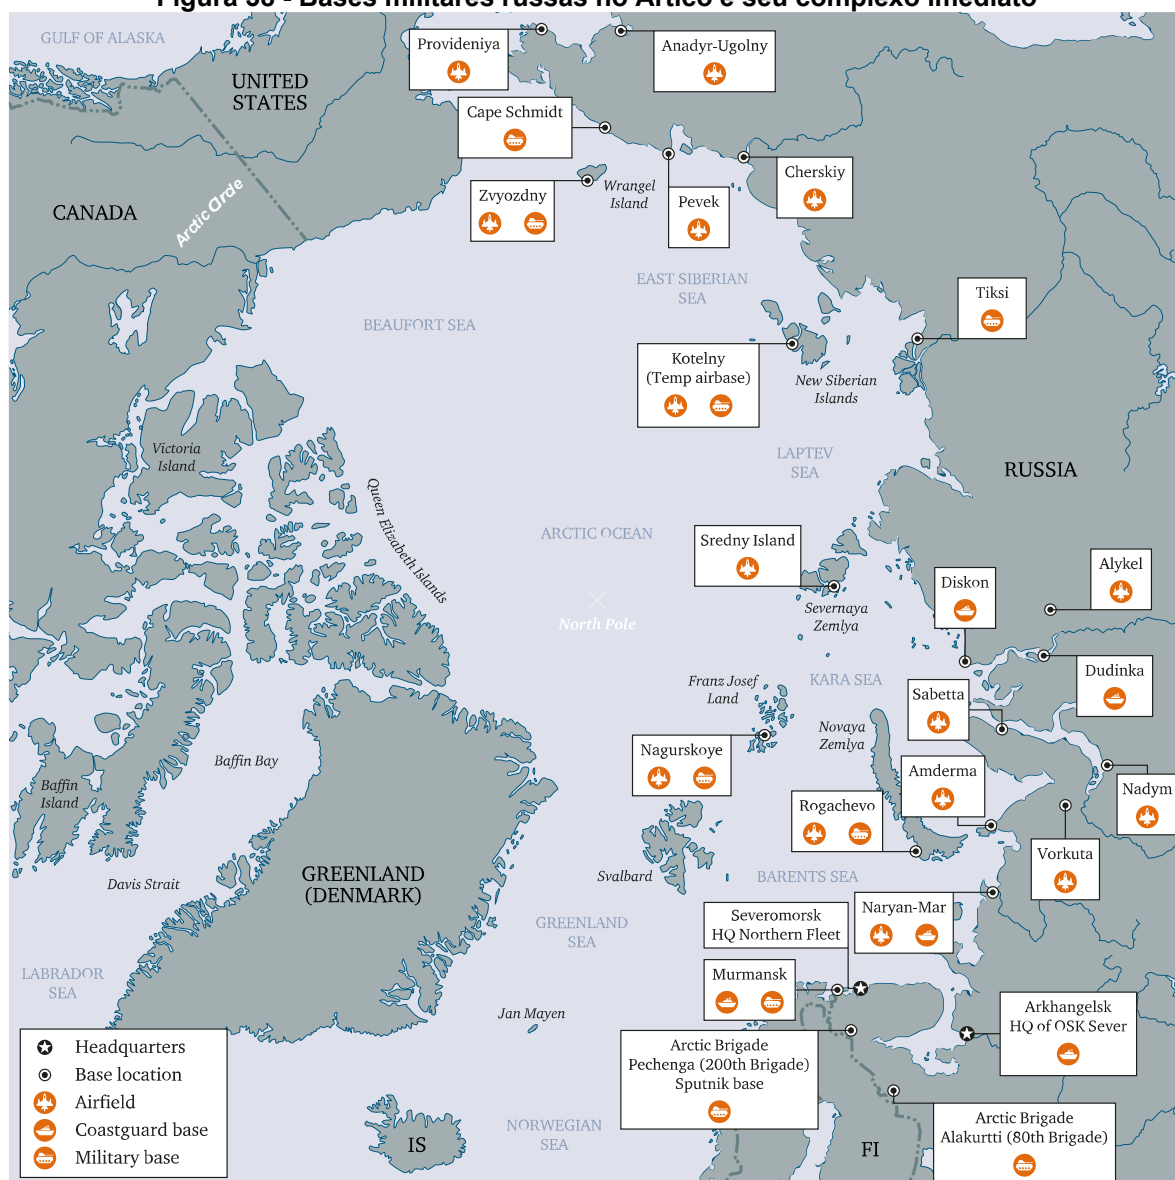 Figura 38 - Bases militares russas no Ártico e seu complexo imediato
GULF OF ALASKA
UNITED
STATES
Provideniya
Anadyr-Ugolny
Cape Schmidt
Cherskiy
Zvyozdny
Wrangel
Island
Pevek
CANADA
Arctic Circle
EAST SIBERIAN
SEA
Tiksi
BEAUFORT SEA
Kotelny
(Temp airbase)
New Siberian
Islands
Victoria
Island
LAPTEV
SEA
RUSSIA
Queen Elizabeth Islands
ARCTIC OCEAN
Sredny Island
Alykel
Diskon
Severnaya
Zemlya
North Pole
Dudinka
Franz Josef
Land
KARA SEA
Sabetta
Novaya
Zemlya
Nagurskoye
Baffin Bay
Amderma
Nadym
Baffin
Island
Rogachevo
Vorkuta
GREENLAND
(DENMARK)
Davis Strait
Svalbard
BARENTS SEA
Naryan-Mar
Severomorsk
HQ Northern Fleet
GREENLAND
SEA
LABRADOR
SEA
Murmansk
Jan Mayen
Arkhangelsk
HQ of OSK Sever
Arctic Brigade
Pechenga (200th Brigade)
Sputnik base
Headquarters
Base location
Airfield
Coastguard base
Military base
IS
NORWEGIAN
SEA
FI
Arctic Brigade
Alakurtti (80th Brigade)